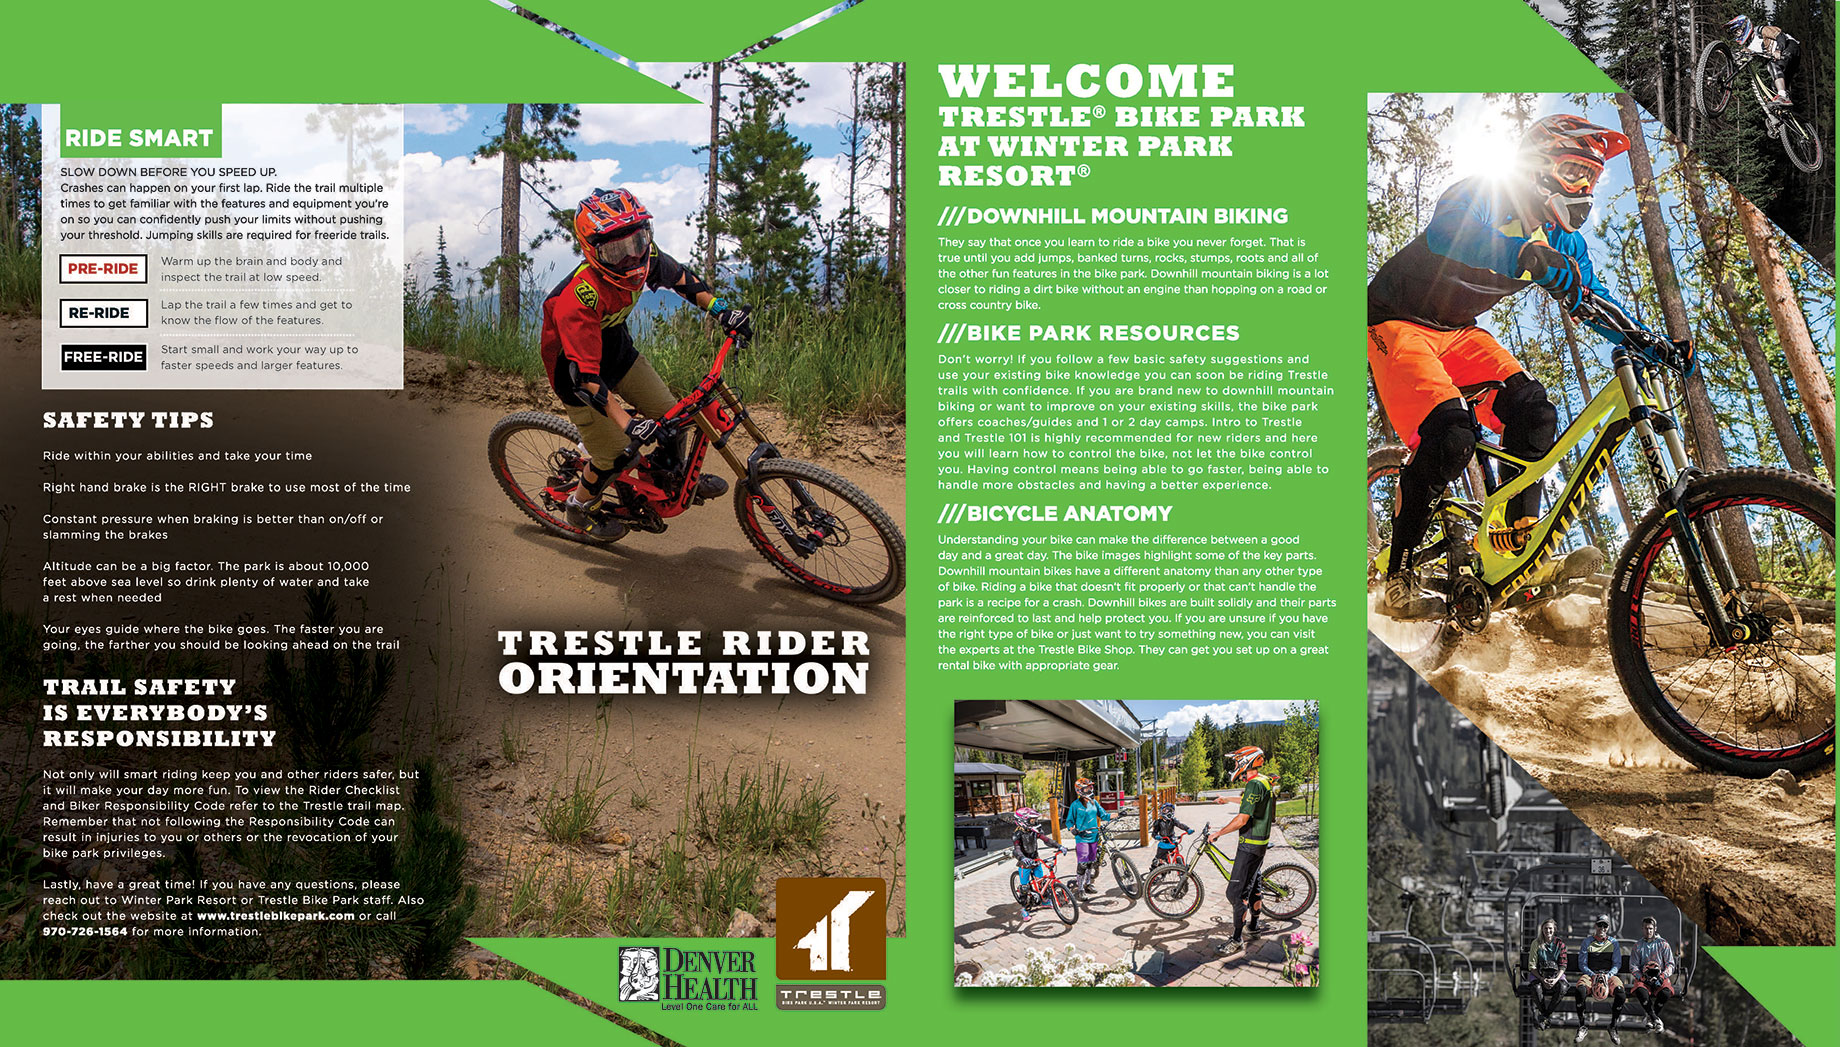 RIDE SMART
SLOW DOWN BEFORE YOU SPEED UP.
Crashes can happen on your first lap. Ride the trail multiple
times to get familiar with the features and equipment you're
on so you can confidently push your limits without pushing
your threshold. Jumping skills are required for freeride trails.
PRE-RIDE
Warm up the brain and body and
inspect the trail at low speed.
RE-RIDE
Lap the trail a few times and get to
know the flow of the features.
FREE-RIDE
Start small and work your way up to
faster speeds and larger features.
SAFETY TIPS
Ride within your abilities and take your time
Right hand brake is the RIGHT brake to use most of the time
Constant pressure when braking is better than on/off or
slamming the brakes
Altitude can be a big factor. The park is about 10,000
feet above sea level so drink plenty of water and take
a rest when needed
Your eyes guide where the bike goes. The faster you are
going, the farther you should be looking ahead on the trail
TRAIL SAFETY
IS EVERYBODY'S
RESPONSIBILITY
Not only will smart riding keep you and other riders safer, but
it will make your day more fun. To view the Rider Checklist
and Biker Responsibility Code refer to the Trestle trail map.
Remember that not following the Responsibility Code can
result in injuries to you or others or the revocation of your
bike park privileges.
Lastly, have a great time! If you have any questions, please
reach out to Winter Park Resort or Trestle Bike Park staff. Also
check out the website at www.trestlebikepark.com or call
970-726-1564 for more information.
TRESTLE RIDER
ORIENTATION
DENVER
HEALTH
Level One Care for ALL
TRESTLE
BIKE PARK U.S.A.™ WINTER PARK RESORT
WELCOME
TRESTLE® BIKE PARK
AT WINTER PARK
RESORT®
///DOWNHILL MOUNTAIN BIKING
They say that once you learn to ride a bike you never forget. That is
true until you add jumps, banked turns, rocks, stumps, roots and all of
the other fun features in the bike park. Downhill mountain biking is a lot
closer to riding a dirt bike without an engine than hopping on a road or
cross country bike.
///BIKE PARK RESOURCES
Don't worry! If you follow a few basic safety suggestions and
use your existing bike knowledge you can soon be riding Trestle
trails with confidence. If you are brand new to downhill mountain
biking or want to improve on your existing skills, the bike park
offers coaches/guides and 1 or 2 day camps. Intro to Trestle
and Trestle 101 is highly recommended for new riders and here
you will learn how to control the bike, not let the bike control
you. Having control means being able to go faster, being able to
handle more obstacles and having a better experience.
///BICYCLE ANATOMY
Understanding your bike can make the difference between a good
day and a great day. The bike images highlight some of the key parts.
Downhill mountain bikes have a different anatomy than any other type
of bike. Riding a bike that doesn't fit properly or that can't handle the
park is a recipe for a crash. Downhill bikes are built solidly and their parts
are reinforced to last and help protect you. If you are unsure if you have
the right type of bike or just want to try something new, you can visit
the experts at the Trestle Bike Shop. They can get you set up on a great
rental bike with appropriate gear.
SPECIALIZED
FOX